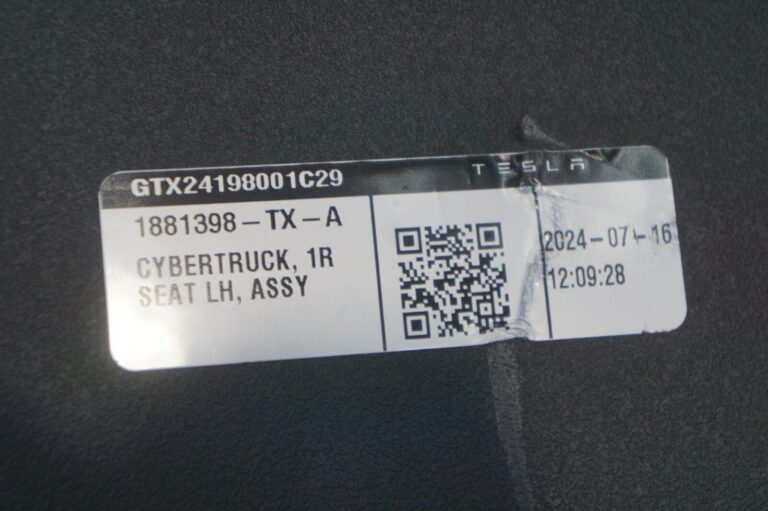 GTX24198001C29
TESLA
1881398-TX-A
CYBERTRUCK, 1R
SEAT LH, ASSY
2024-07-16
12:09:28